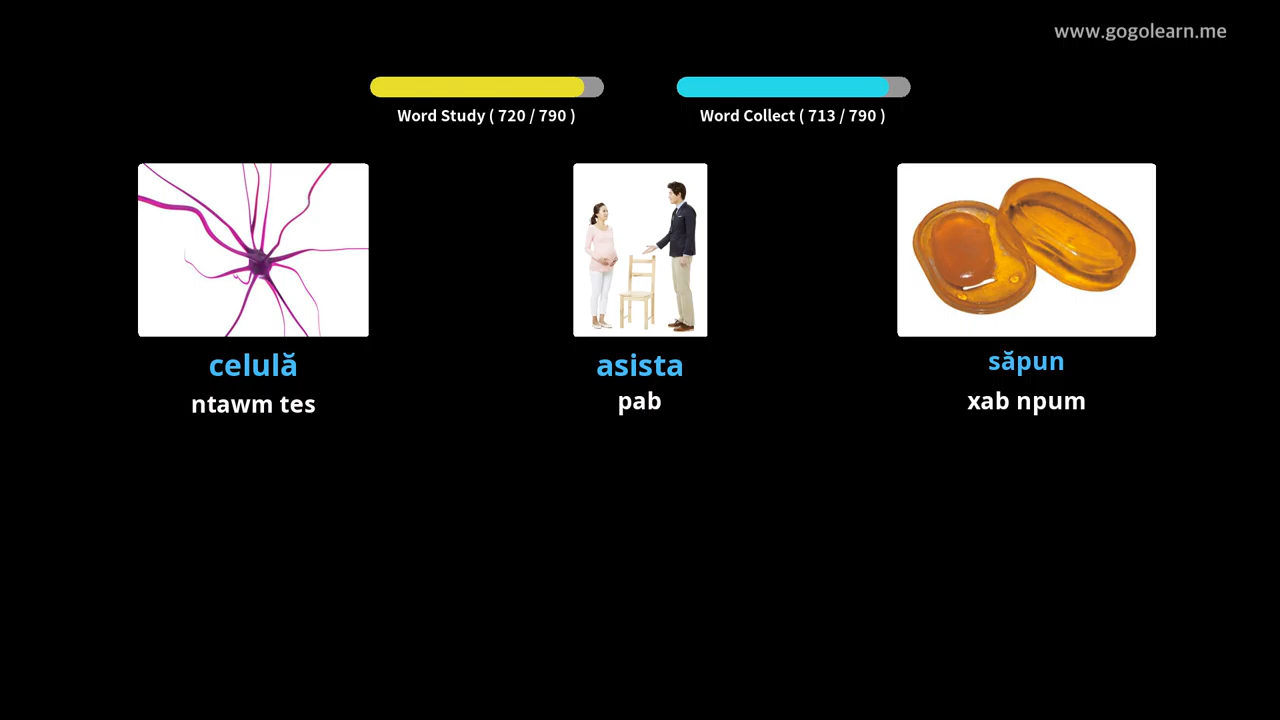 www.gogolearn.me
Word Study ( 720 / 790 )
Word Collect ( 713 / 790 )
celulă
ntawm tes
asista
pab
săpun
xab npum